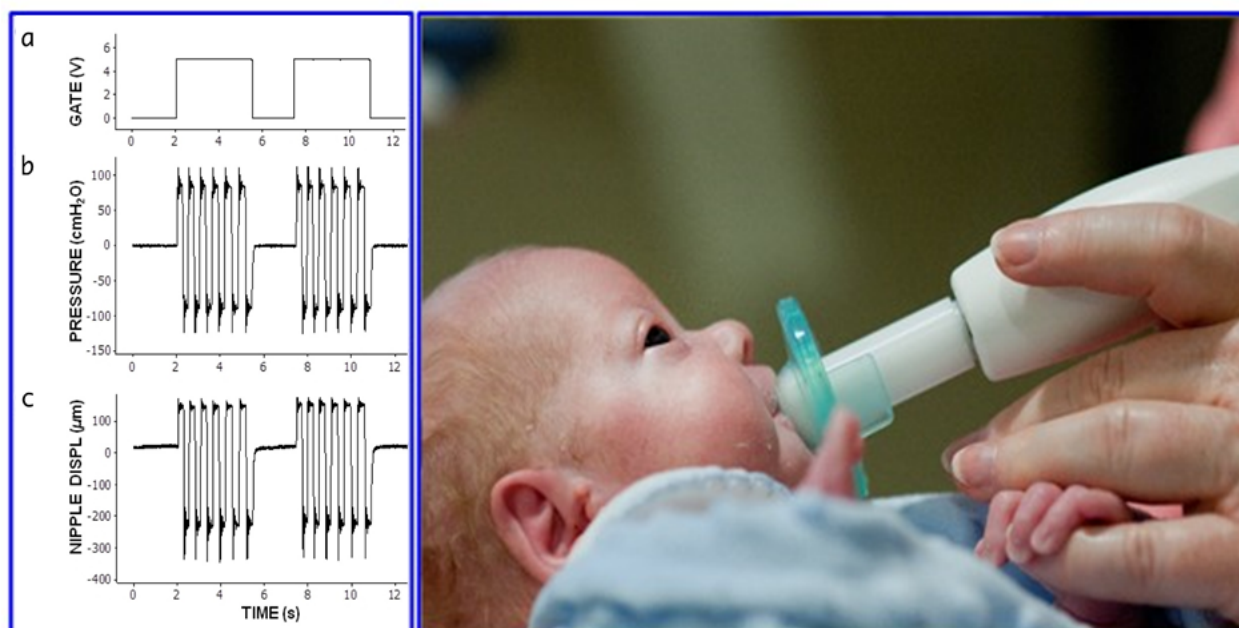 a
GATE (V)
6
4
2
0
0 2 4 6 8 10 12
b
PRESSURE (cmH₂O)
100
50
0
-50
-100
-150
0 2 4 6 8 10 12
c
NIPPLE DISPL (µm)
100
0
-100
-200
-300
-400
0 2 4 6 8 10 12
TIME (s)